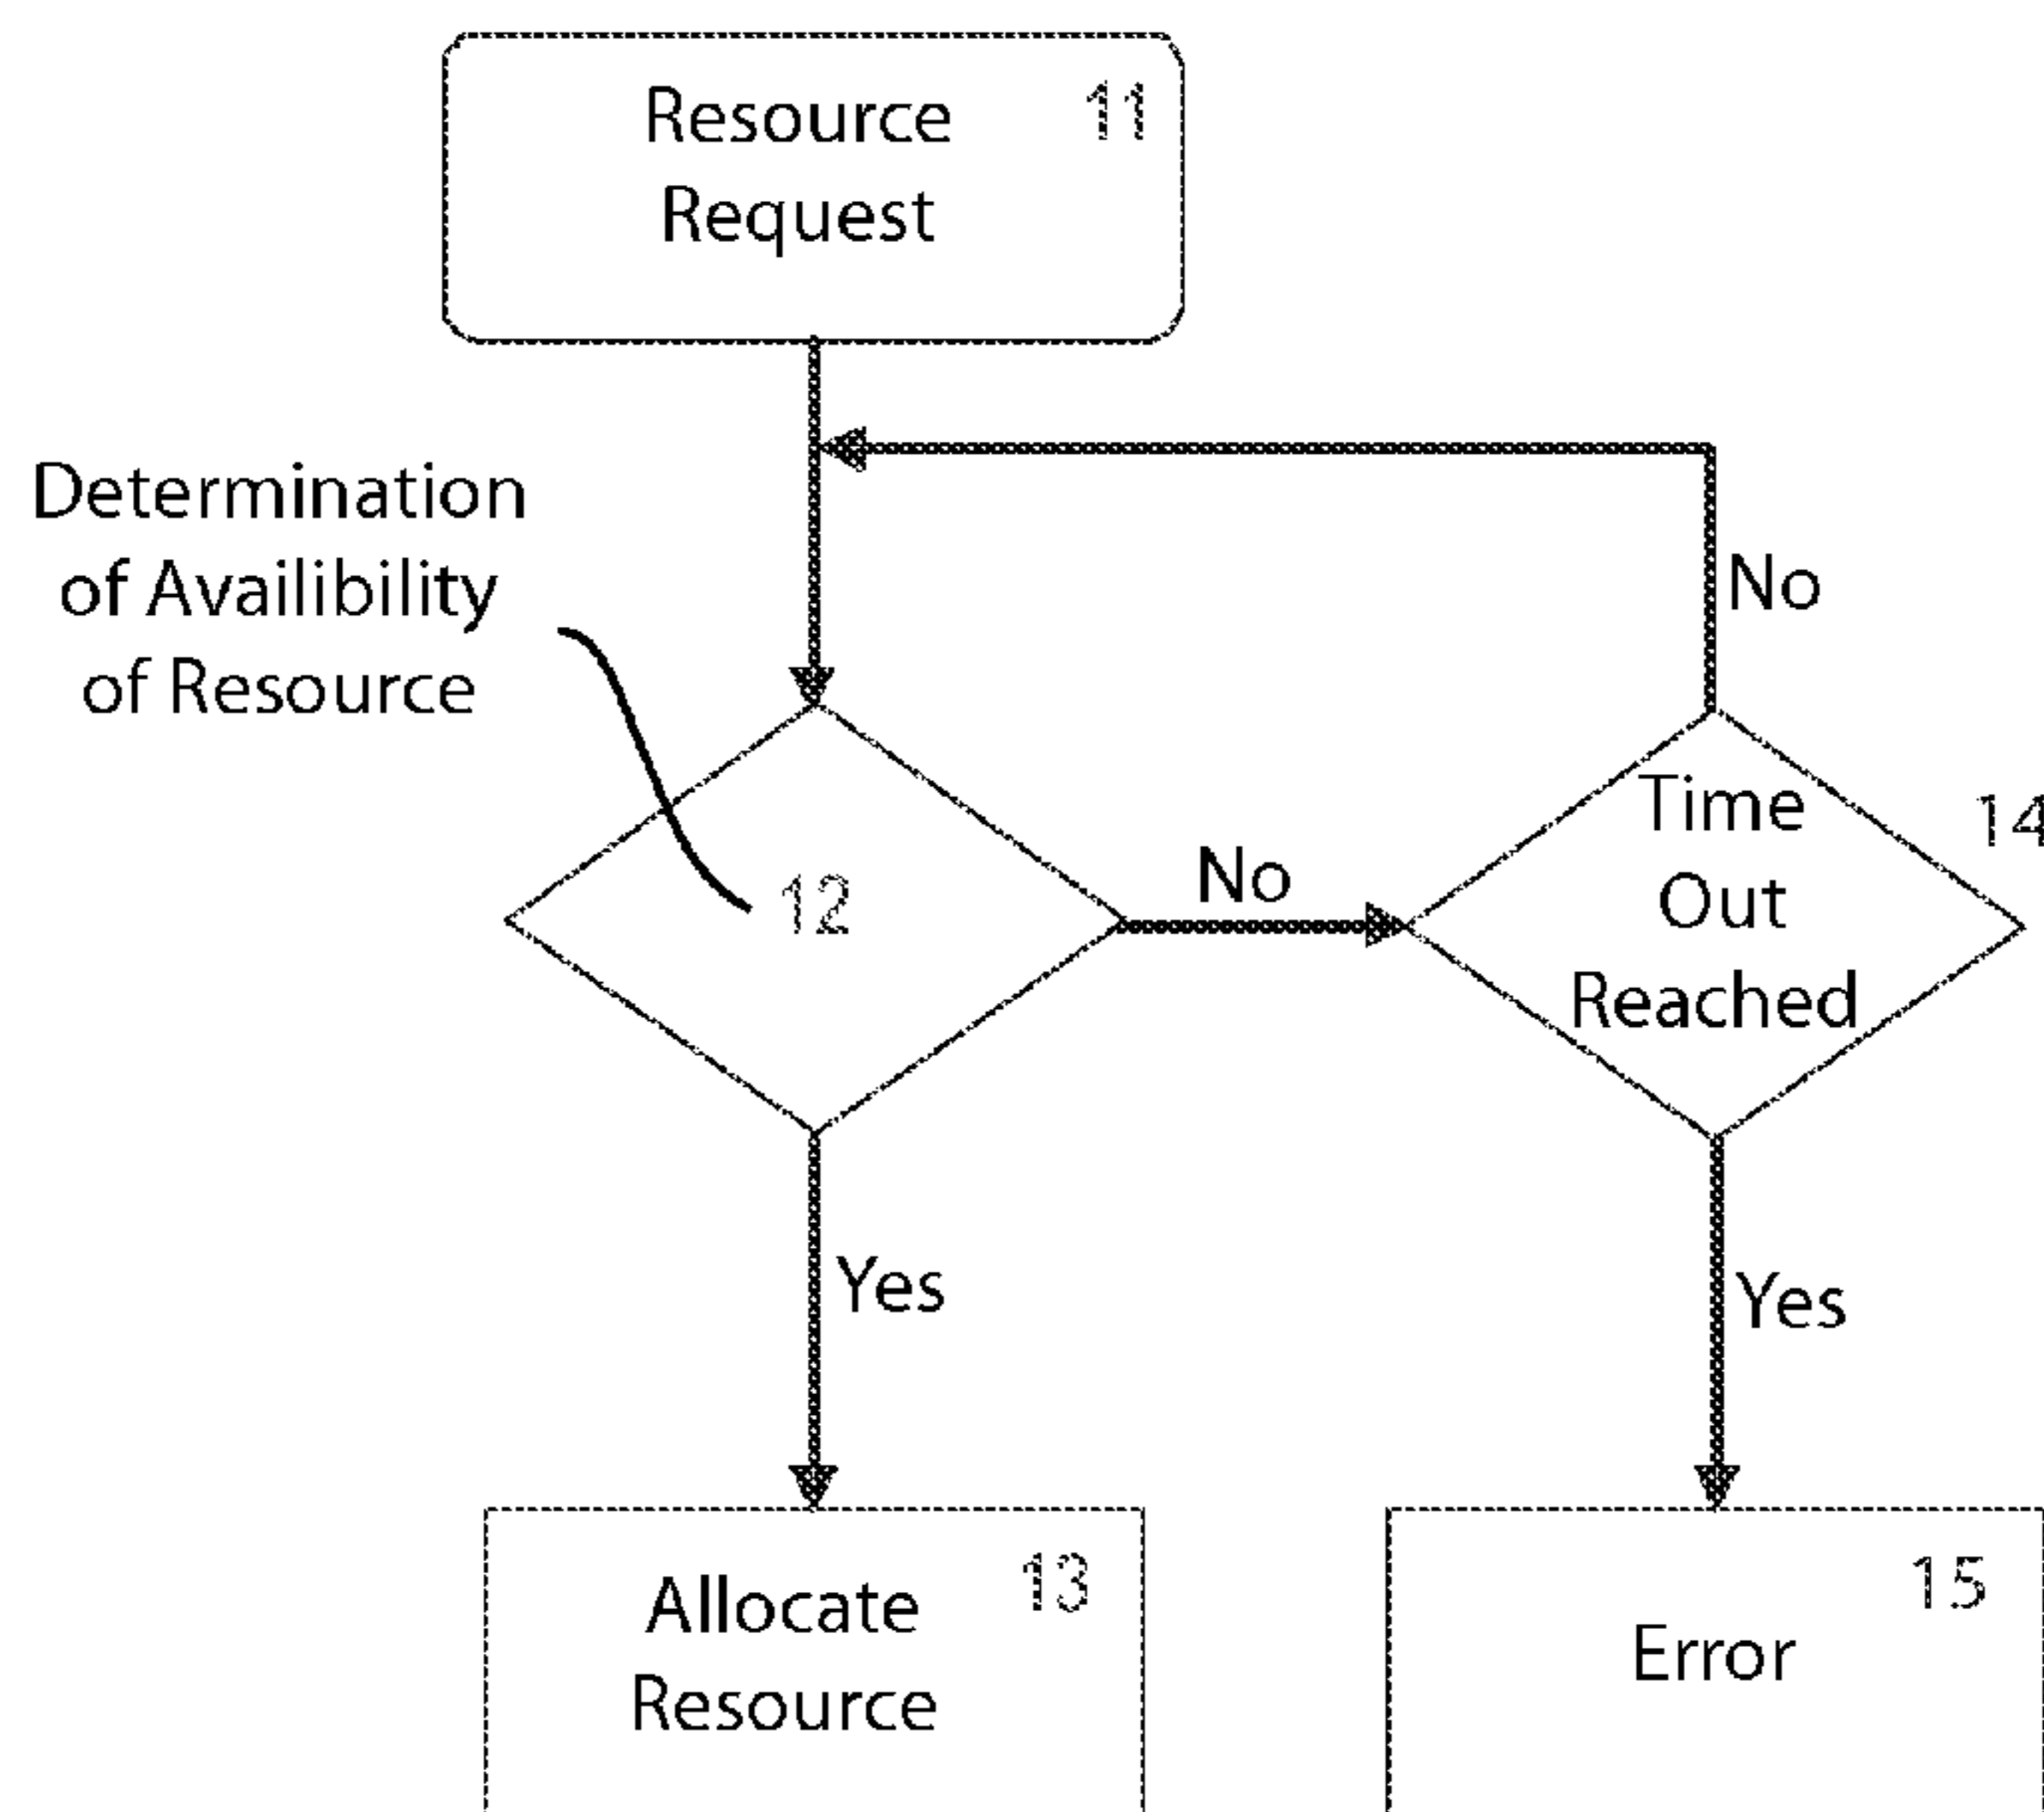 Resource 11
Request
Determination
of Availibility
of Resource
No
12
No
Time
Out
Reached
14
Yes
Yes
Allocate 13
Resource
15
Error